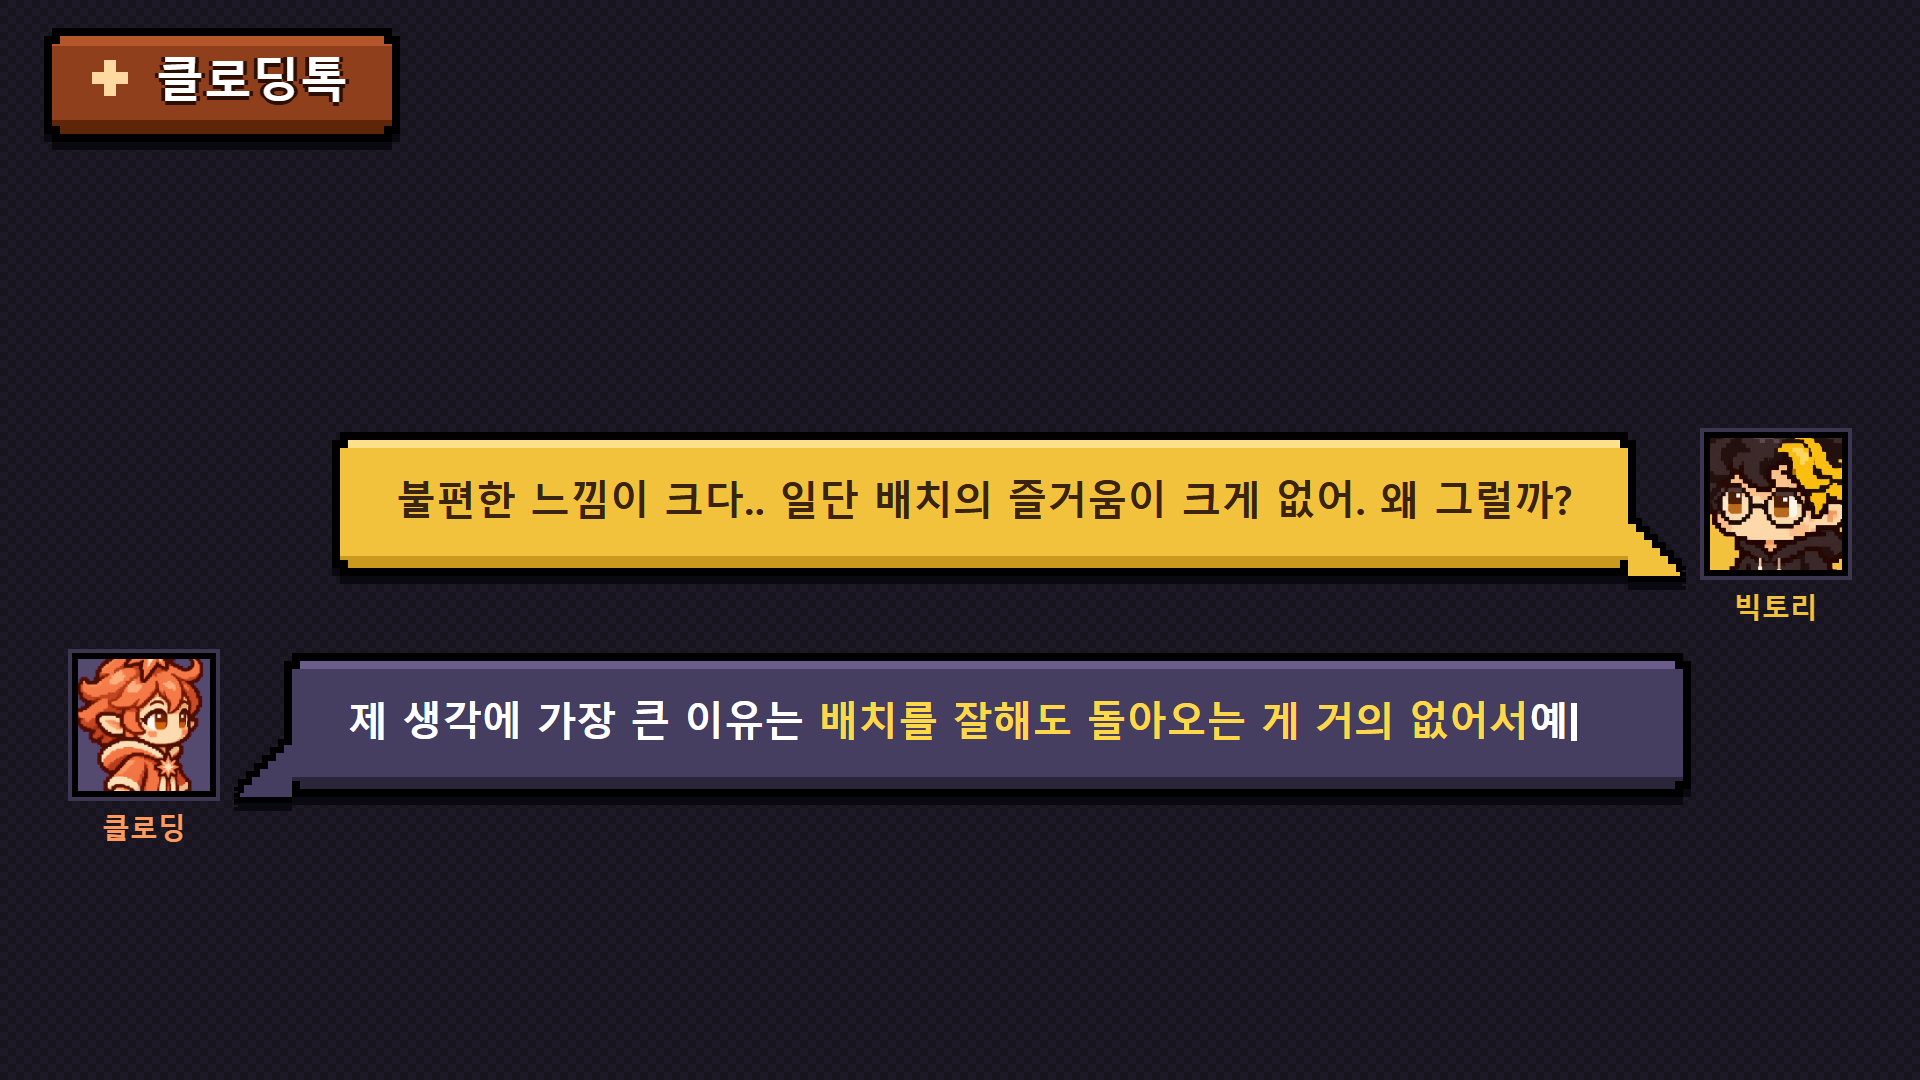 클로딩톡
불편한 느낌이 크다.. 일단 배치의 즐거움이 크게 없어. 왜 그럴까?
빅토리
제 생각에 가장 큰 이유는 배치를 잘해도 돌아오는 게 거의 없어서예
클로딩